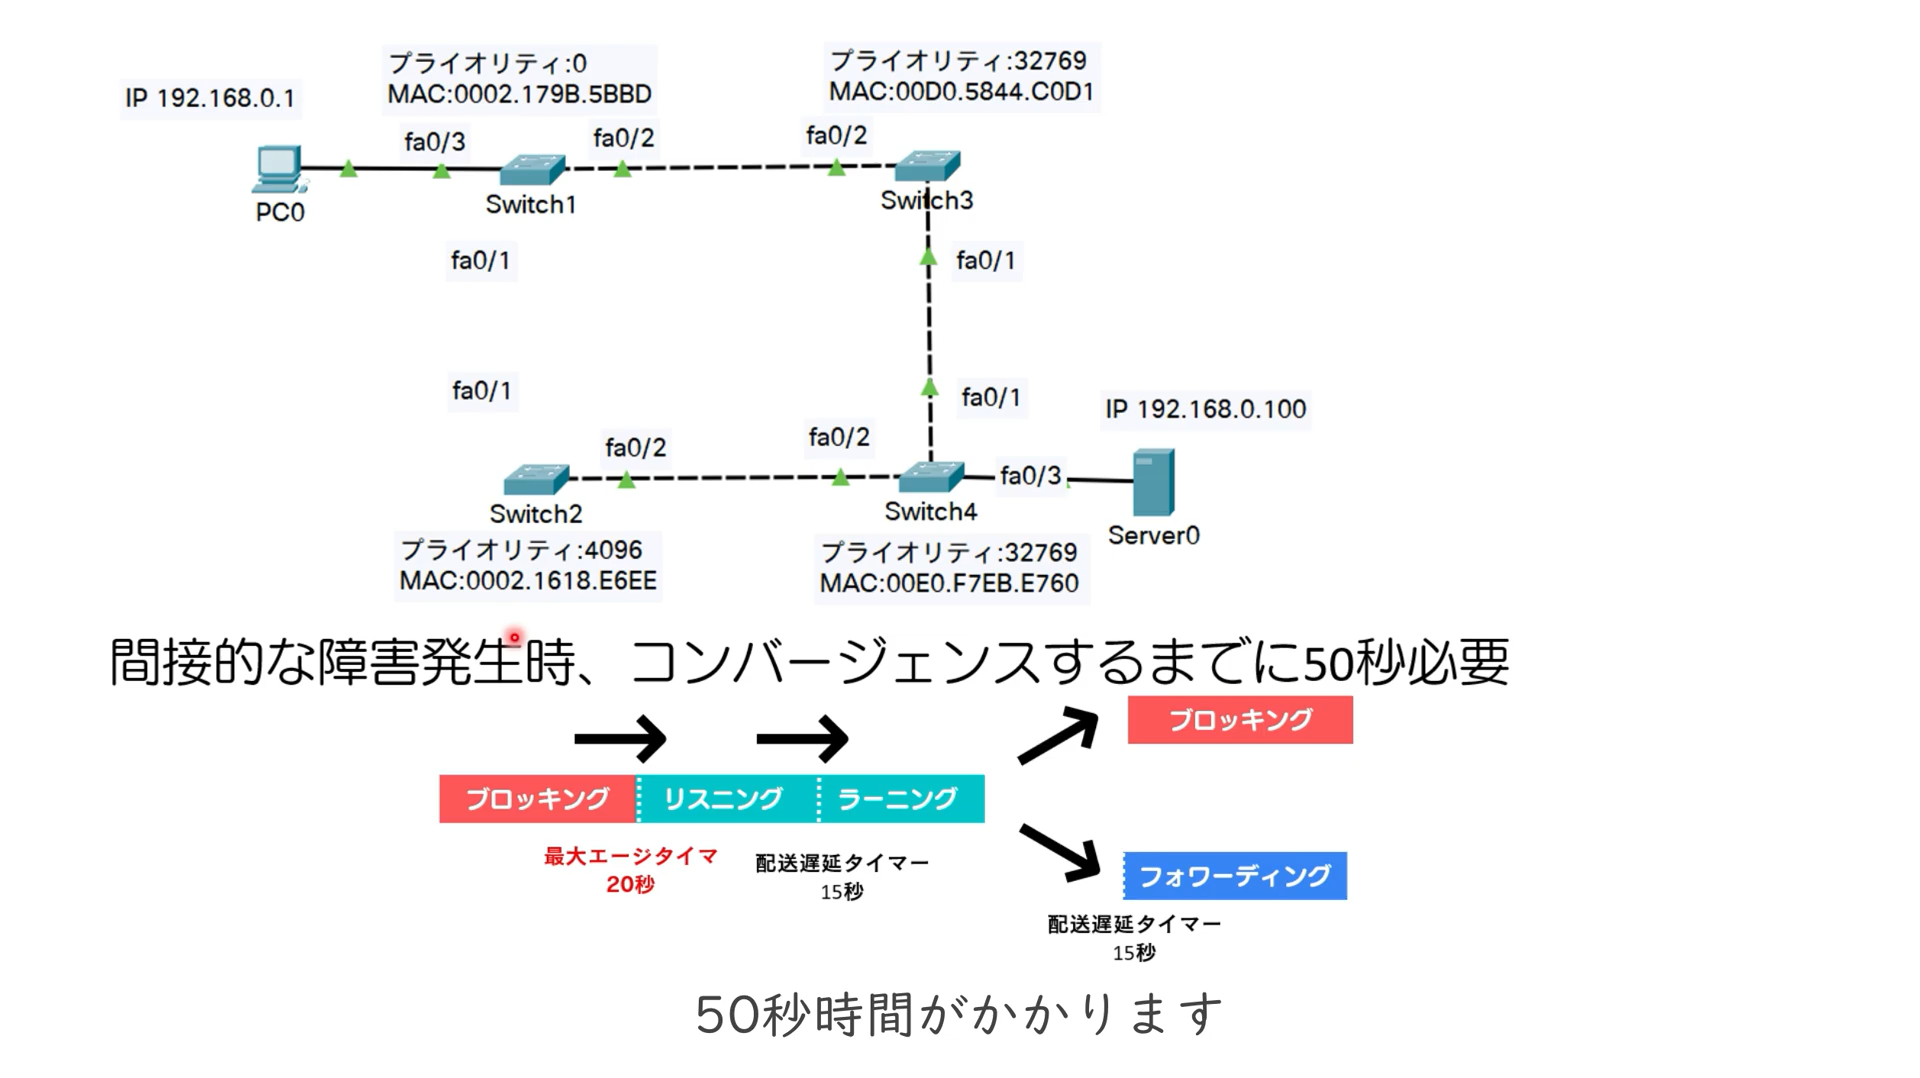 プライオリティ:0
MAC:0002.179B.5BBD
プライオリティ:32769
MAC:00D0.5844.C0D1
IP 192.168.0.1
fa0/3
fa0/2
fa0/2
PC0
Switch1
Switch3
fa0/1
fa0/1
fa0/1
fa0/1
IP 192.168.0.100
fa0/2
fa0/2
fa0/3
Switch2
Switch4
Server0
プライオリティ:4096
MAC:0002.1618.E6EE
プライオリティ:32769
MAC:00E0.F7EB.E760
間接的な障害発生時、コンバージェンスするまでに50秒必要
ブロッキング
ブロッキング
リスニング
ラーニング
最大エージタイマ
20秒
配送遅延タイマー
15秒
フォワーディング
配送遅延タイマー
15秒
50秒時間がかかります